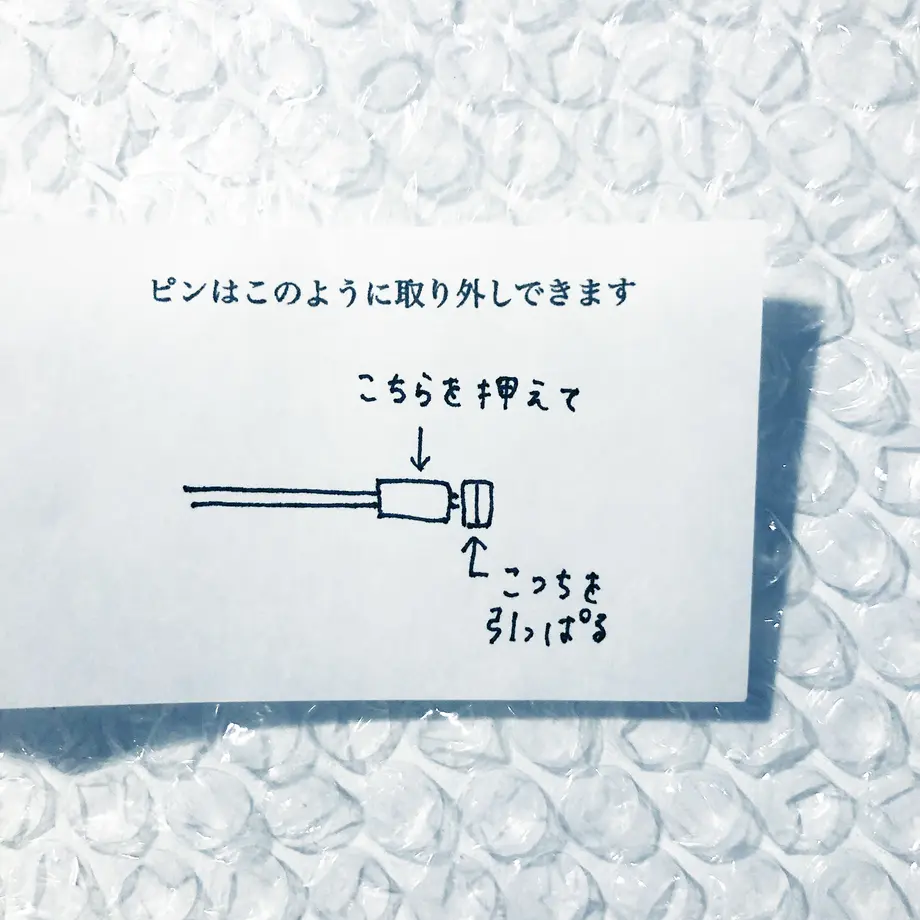 ピンはこのように取り外しできます
こちらを押えて
こっちを
引っぱる